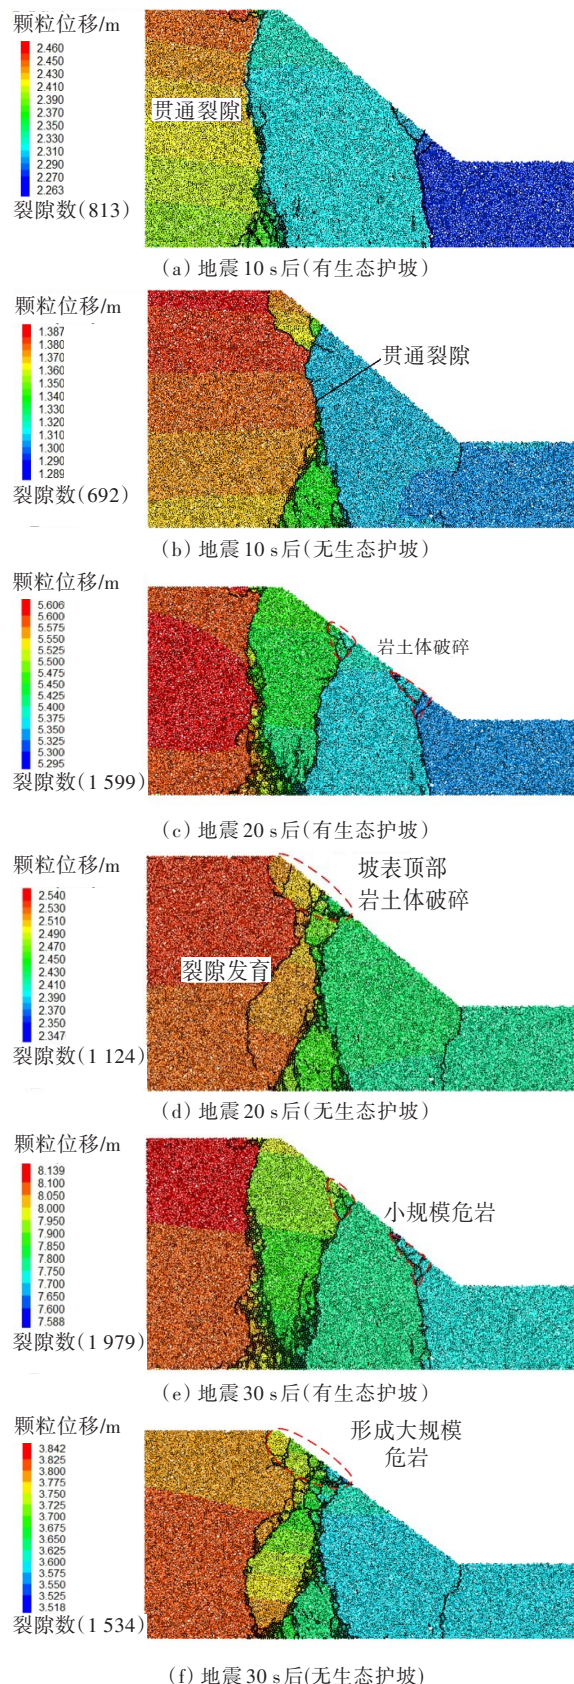 颗粒位移/m
2.460
2.450
2.430
2.410
2.390
2.370
2.350
2.330
2.310
2.290
2.270
2.263
贯通裂隙
裂隙数(813)
(a) 地震 10 s 后(有生态护坡)
颗粒位移/m
1.387
1.380
1.370
1.360
1.350
1.340
1.330
1.320
1.310
1.300
1.290
1.289
贯通裂隙
裂隙数(692)
(b) 地震 10 s 后(无生态护坡)
颗粒位移/m
5.606
5.600
5.575
5.550
5.525
5.500
5.475
5.450
5.425
5.400
5.375
5.350
5.325
5.300
5.295
岩土体破碎
裂隙数(1 599)
(c) 地震 20 s 后(有生态护坡)
颗粒位移/m
2.540
2.530
2.510
2.490
2.470
2.450
2.430
2.410
2.390
2.370
2.350
2.347
坡表顶部
岩土体破碎
裂隙发育
裂隙数(1 124)
(d) 地震 20 s 后(无生态护坡)
颗粒位移/m
8.139
8.100
8.050
8.000
7.950
7.900
7.850
7.800
7.750
7.700
7.650
7.600
7.588
小规模危岩
裂隙数(1 979)
(e) 地震 30 s 后(有生态护坡)
颗粒位移/m
3.842
3.825
3.800
3.775
3.750
3.725
3.700
3.675
3.650
3.625
3.600
3.575
3.550
3.525
3.518
形成大规模
危岩
裂隙数(1 534)
(f) 地震 30 s 后(无生态护坡)